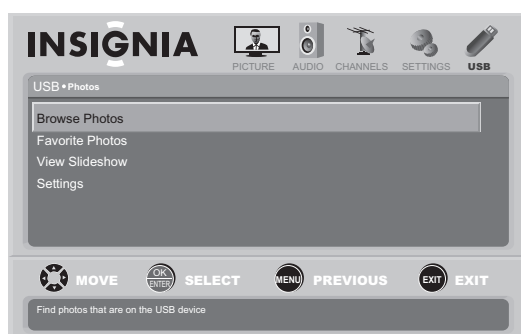 INSIGNIA
PICTURE AUDIO CHANNELS SETTINGS USB
USB•Photos
Browse Photos
Favorite Photos
View Slideshow
Settings
MOVE OK ENTER SELECT MENU PREVIOUS EXIT EXIT
Find photos that are on the USB device